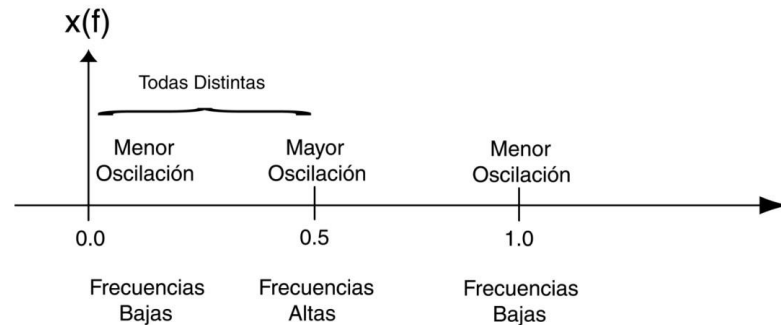 x(f)
Todas Distintas
Menor
Oscilación
Mayor
Oscilación
Menor
Oscilación
0.0
0.5
1.0
Frecuencias
Bajas
Frecuencias
Altas
Frecuencias
Bajas